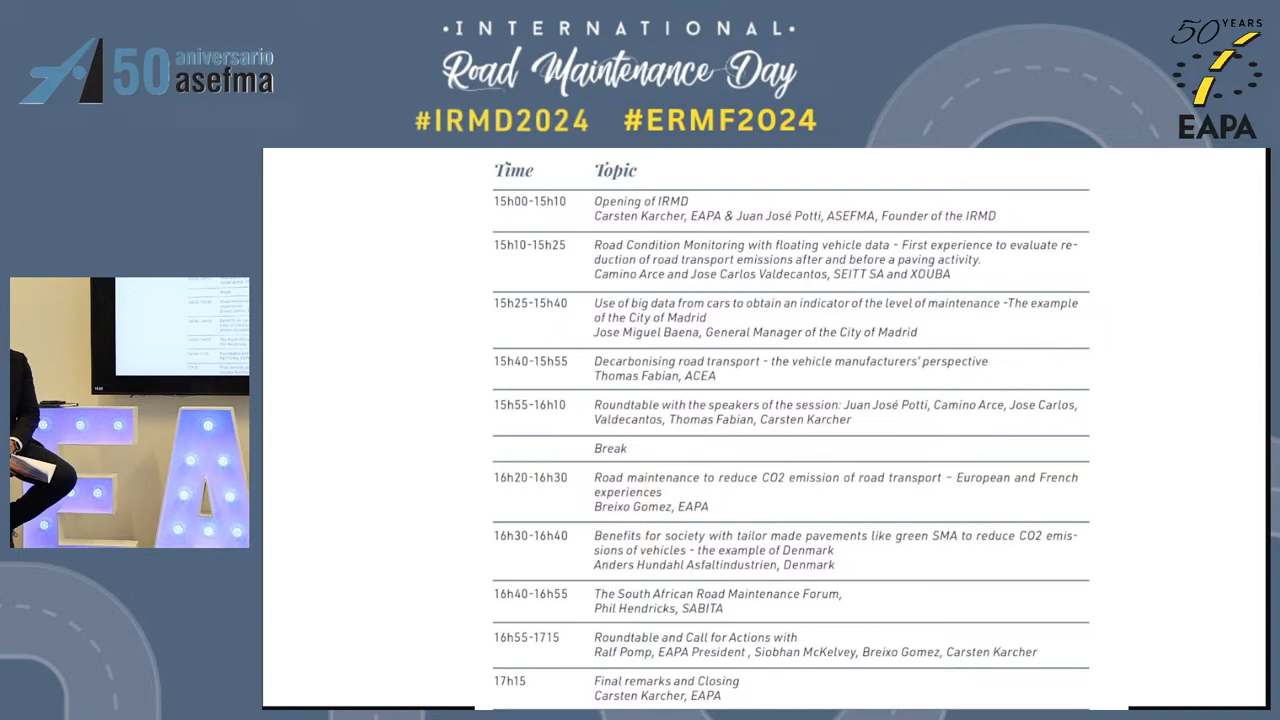 50 aniversario
asefma
·INTERNATIONAL·
Road Maintenance Day
#IRMD2024 #ERMF2024
50 YEARS
EAPA
Time Topic
15h00-15h10 Opening of IRMD
Carsten Karcher, EAPA & Juan José Potti, ASEFMA, Founder of the IRMD
15h10-15h25 Road Condition Monitoring with floating vehicle data - First experience to evaluate re-
duction of road transport emissions after and before a paving activity.
Camino Arce and Jose Carlos Valdecantos, SEITT SA and XOUBA
15h25-15h40 Use of big data from cars to obtain an indicator of the level of maintenance -The example
of the City of Madrid
Jose Miguel Baena, General Manager of the City of Madrid
15h40-15h55 Decarbonising road transport - the vehicle manufacturers' perspective
Thomas Fabian, ACEA
15h55-16h10 Roundtable with the speakers of the session: Juan José Potti, Camino Arce, Jose Carlos,
Valdecantos, Thomas Fabian, Carsten Karcher
Break
16h20-16h30 Road maintenance to reduce CO2 emission of road transport – European and French
experiences
Breixo Gomez, EAPA
16h30-16h40 Benefits for society with tailor made pavements like green SMA to reduce CO2 emis-
sions of vehicles - the example of Denmark
Anders Hundahl Asfaltindustrien, Denmark
16h40-16h55 The South African Road Maintenance Forum,
Phil Hendricks, SABITA
16h55-1715 Roundtable and Call for Actions with
Ralf Pomp, EAPA President , Siobhan McKelvey, Breixo Gomez, Carsten Karcher
17h15 Final remarks and Closing
Carsten Karcher, EAPA
EA